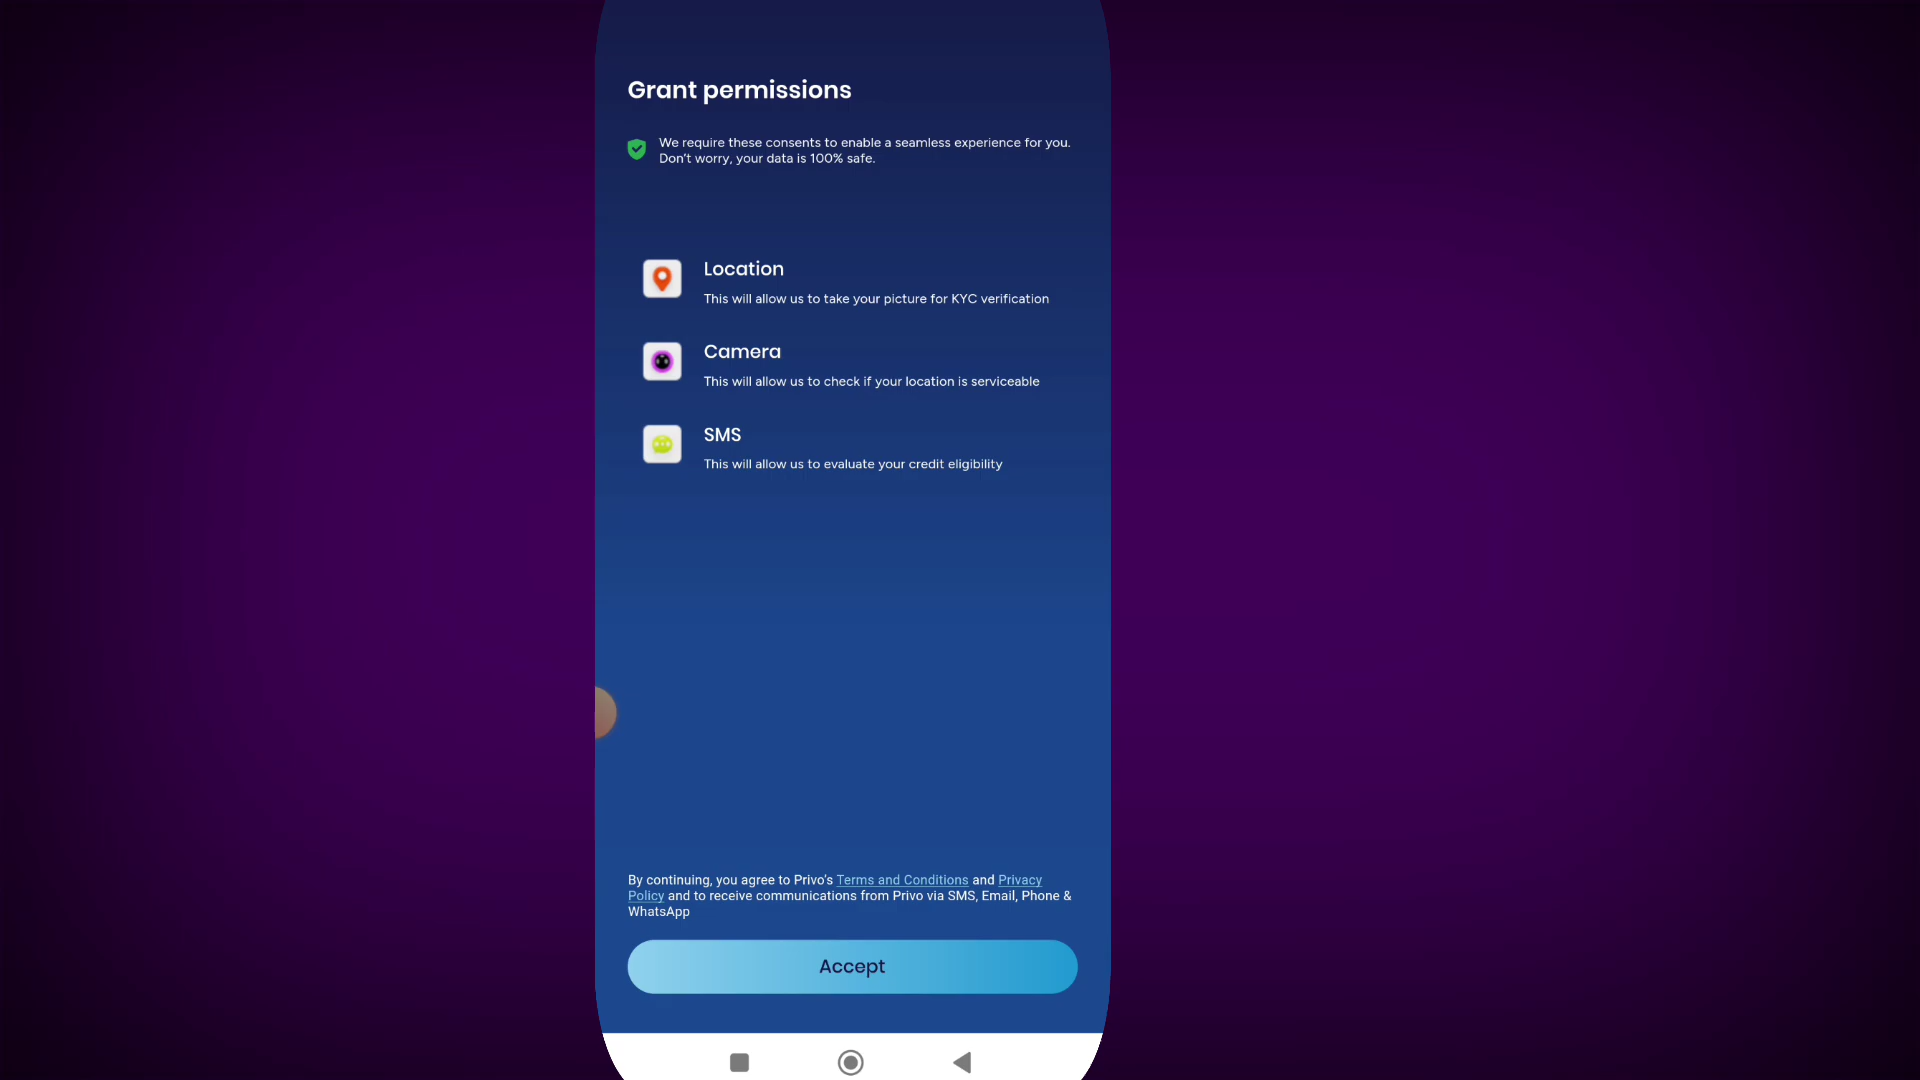 Grant permissions
We require these consents to enable a seamless experience for you.
Don't worry, your data is 100% safe.
Location
This will allow us to take your picture for KYC verification
Camera
This will allow us to check if your location is serviceable
SMS
This will allow us to evaluate your credit eligibility
By continuing, you agree to Privo's Terms and Conditions and Privacy
Policy and to receive communications from Privo via SMS, Email, Phone &
WhatsApp
Accept